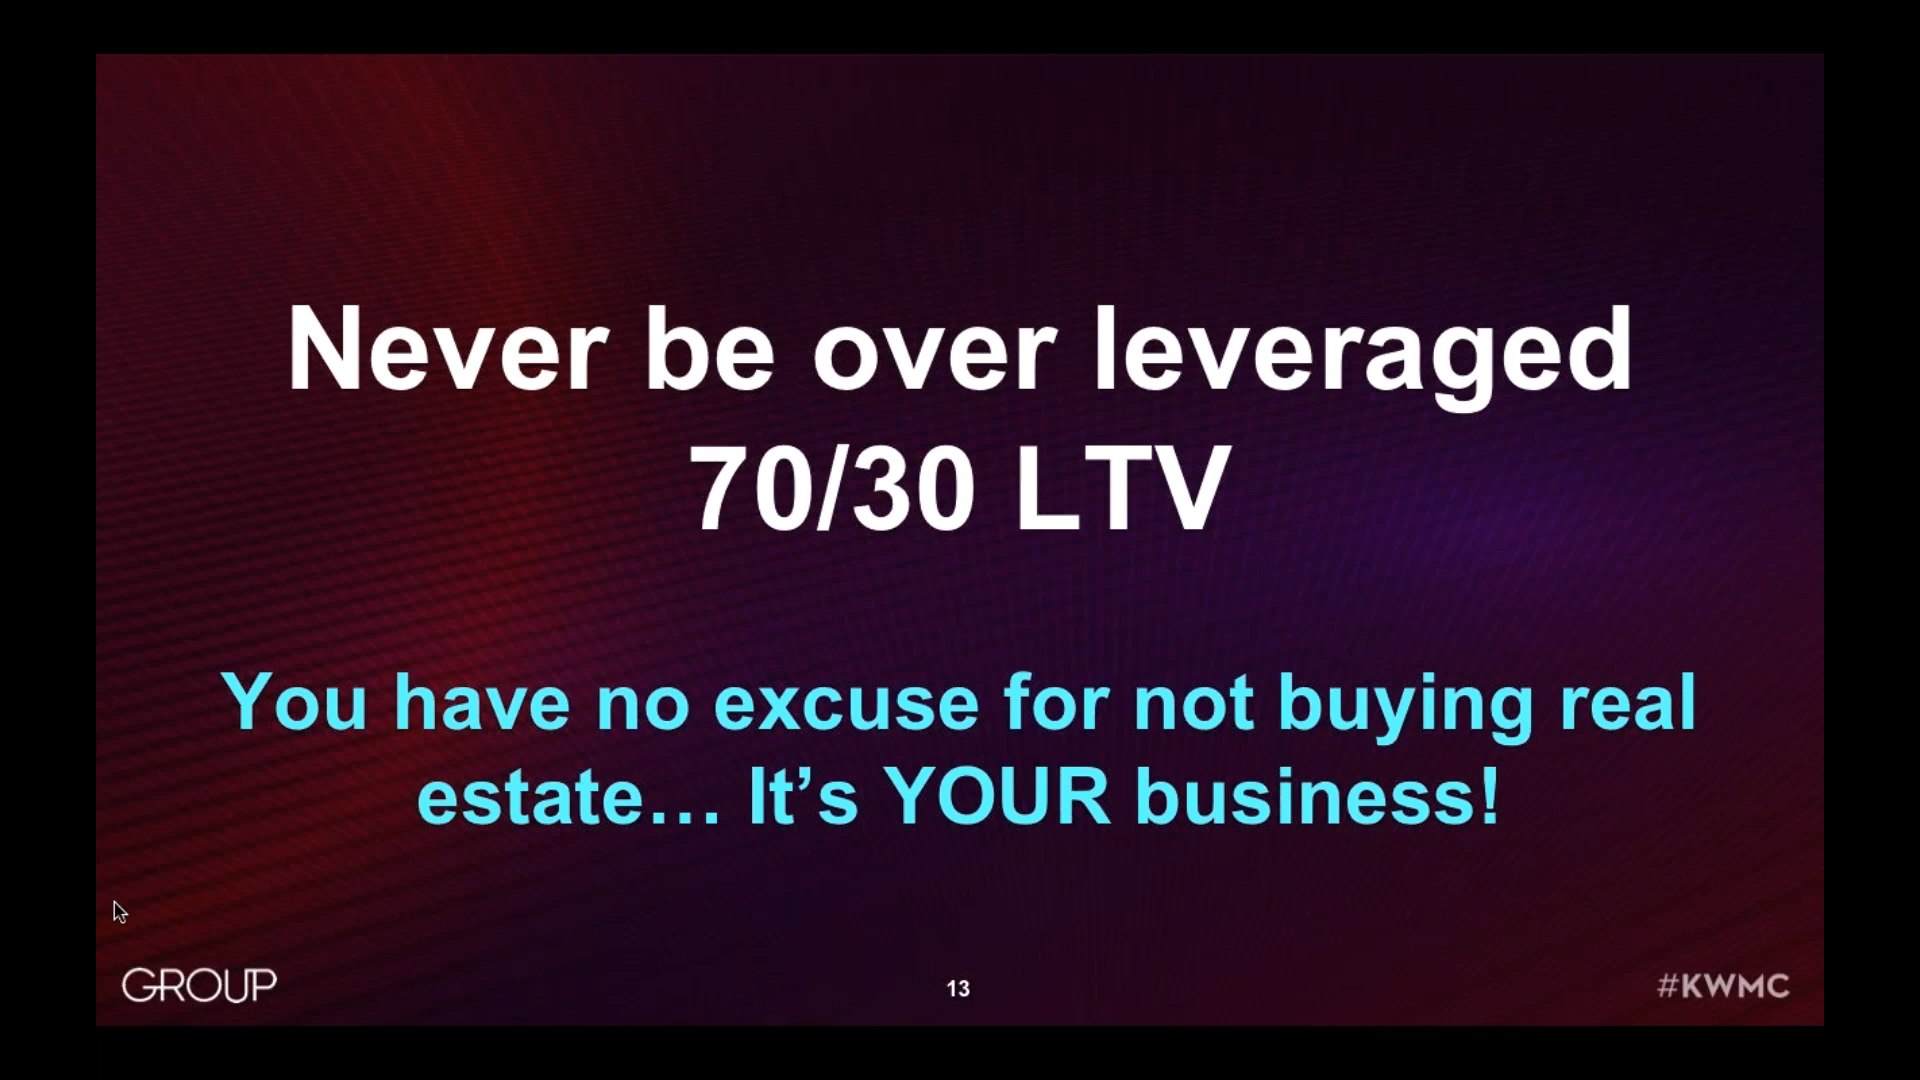 Never be over leveraged
70/30 LTV
You have no excuse for not buying real
estate… It’s YOUR business!
GROUP
13
#KWMC